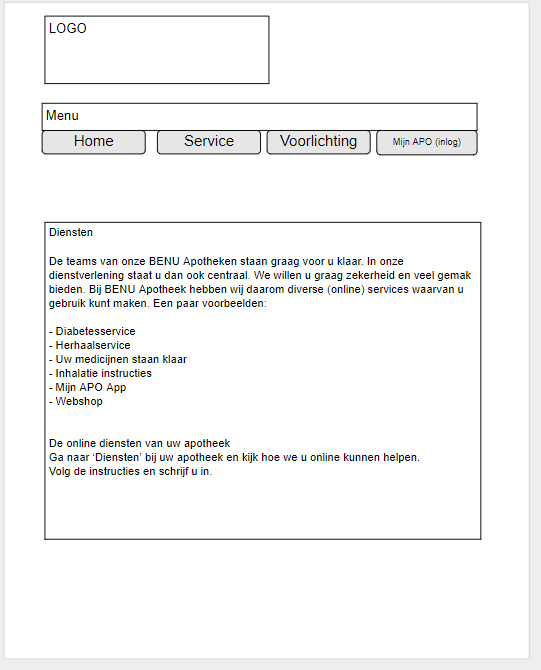 LOGO
Menu
Home
Service
Voorlichting
Mijn APO (inlog)
Diensten
De teams van onze BENU Apotheken staan graag voor u klaar. In onze
dienstverlening staat u dan ook centraal. We willen u graag zekerheid en veel gemak
bieden. Bij BENU Apotheek hebben wij daarom diverse (online) services waarvan u
gebruik kunt maken. Een paar voorbeelden:
- Diabetesservice
- Herhaalservice
- Uw medicijnen staan klaar
- Inhalatie instructies
- Mijn APO App
- Webshop
De online diensten van uw apotheek
Ga naar ‘Diensten’ bij uw apotheek en kijk hoe we u online kunnen helpen.
Volg de instructies en schrijf u in.